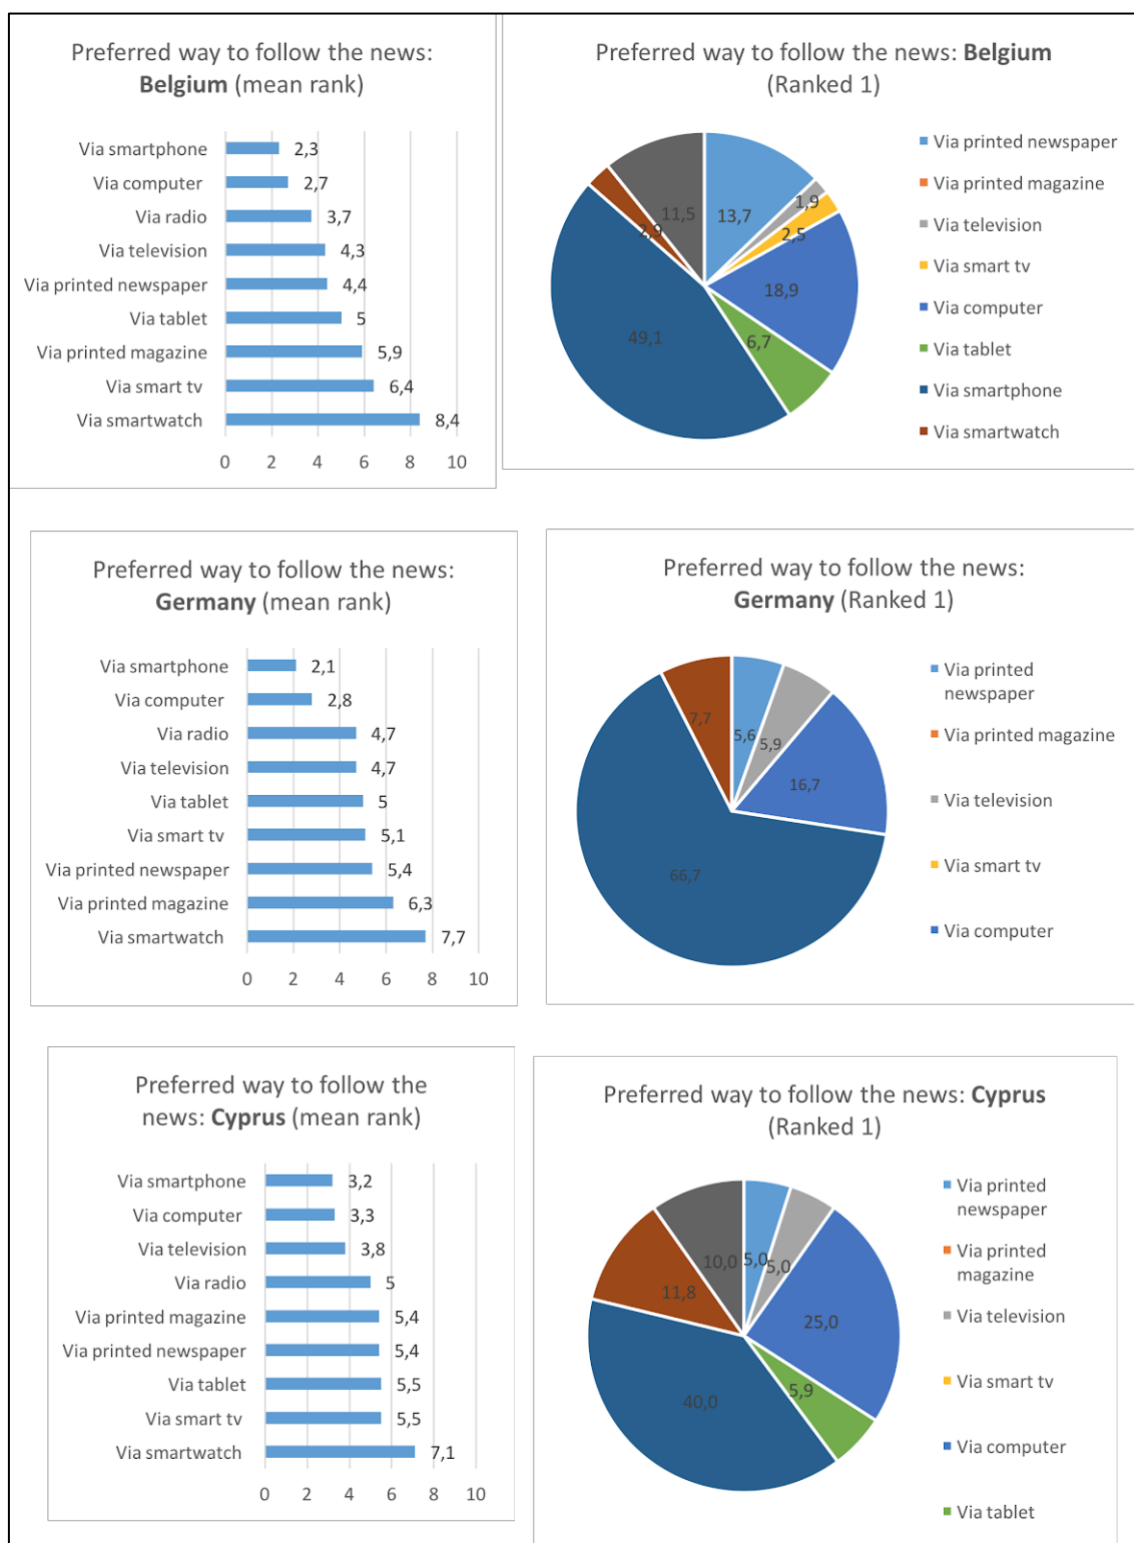 Preferred way to follow the news:
Belgium (mean rank)
Via smartphone 2,3
Via computer 2,7
Via radio 3,7
Via television 4,3
Via printed newspaper 4,4
Via tablet 5
Via printed magazine 5,9
Via smart tv 6,4
Via smartwatch 8,4
0 2 4 6 8 10
Preferred way to follow the news: Belgium
(Ranked 1)
11,5
13,7
1,9
2,9
2,5
18,9
49,1
6,7
Via printed newspaper
Via printed magazine
Via television
Via smart tv
Via computer
Via tablet
Via smartphone
Via smartwatch
Preferred way to follow the news:
Germany (mean rank)
Via smartphone 2,1
Via computer 2,8
Via radio 4,7
Via television 4,7
Via tablet 5
Via smart tv 5,1
Via printed newspaper 5,4
Via printed magazine 6,3
Via smartwatch 7,7
0 2 4 6 8 10
Preferred way to follow the news:
Germany (Ranked 1)
7,7
5,6
5,9
16,7
66,7
Via printed
newspaper
Via printed magazine
Via television
Via smart tv
Via computer
Preferred way to follow the
news: Cyprus (mean rank)
Via smartphone 3,2
Via computer 3,3
Via television 3,8
Via radio 5
Via printed magazine 5,4
Via printed newspaper 5,4
Via tablet 5,5
Via smart tv 5,5
Via smartwatch 7,1
0 2 4 6 8 10
Preferred way to follow the news: Cyprus
(Ranked 1)
10,0
5,0
5,0
11,8
25,0
40,0
5,9
Via printed
newspaper
Via printed
magazine
Via television
Via smart tv
Via computer
Via tablet